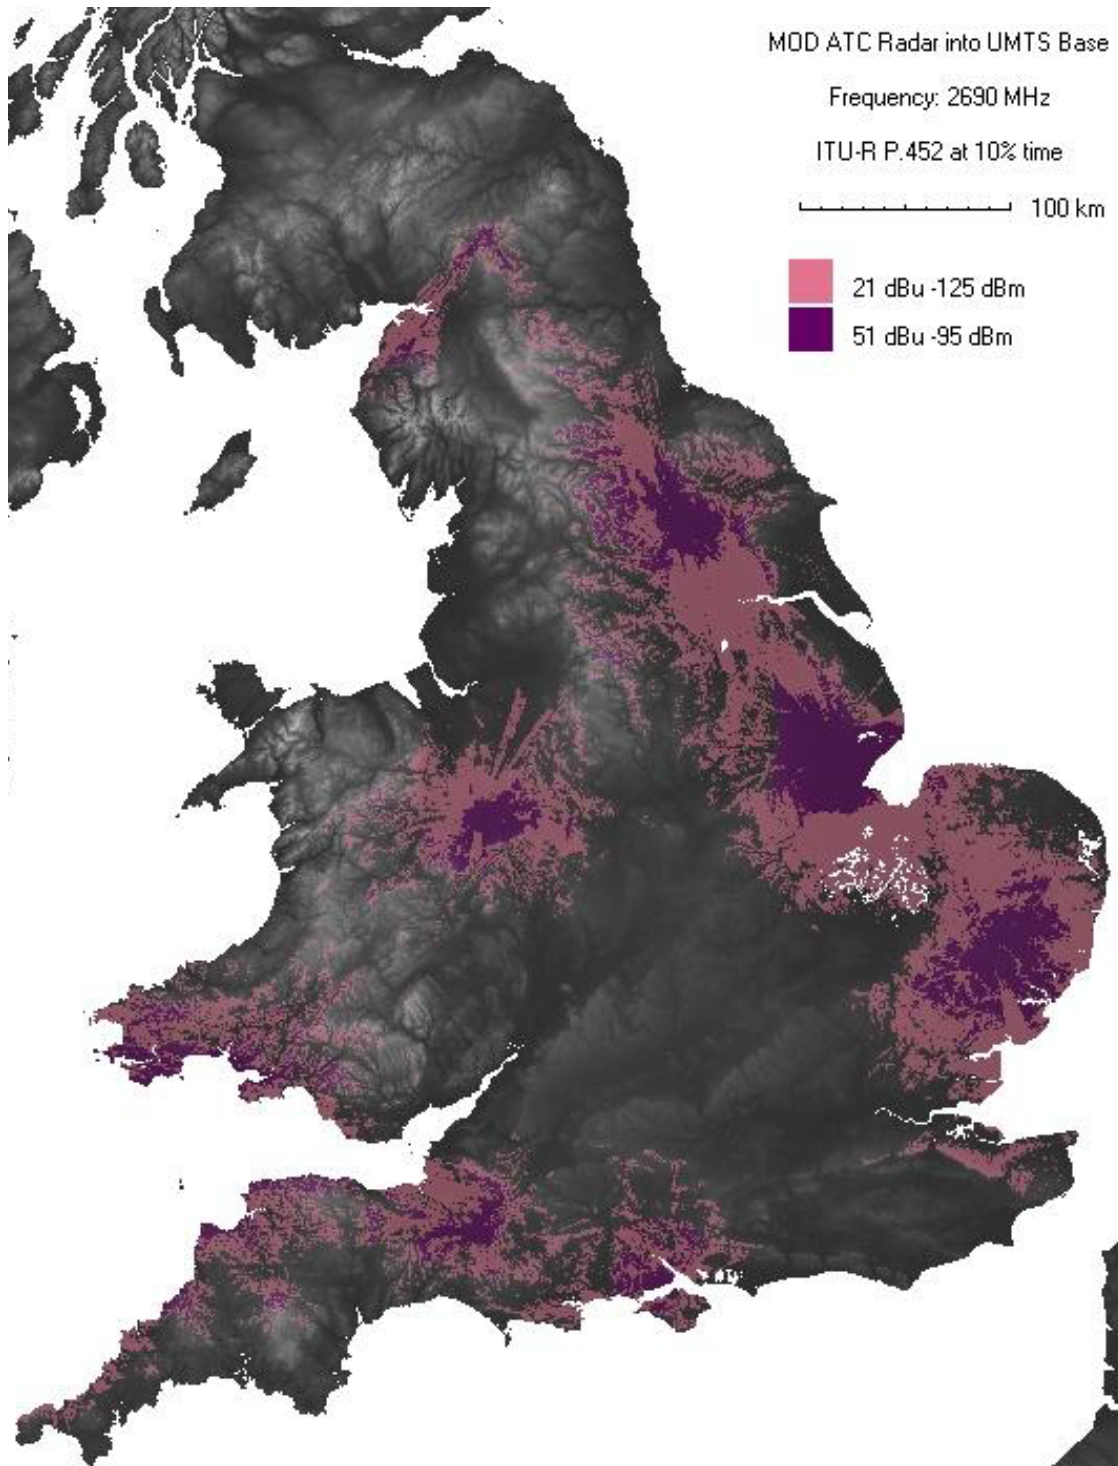 MOD ATC Radar into UMTS Base
Frequency: 2690 MHz
ITU-R P.452 at 10% time
100 km
21 dBu -125 dBm
51 dBu -95 dBm